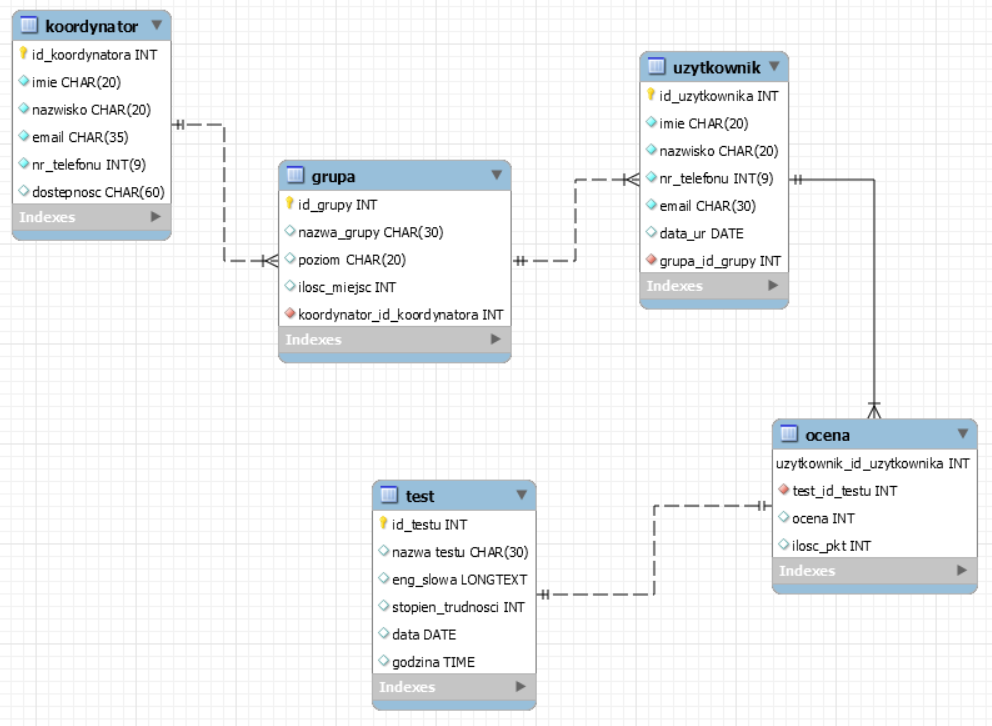 koordynator
id_koordynatora INT
imie CHAR(20)
nazwisko CHAR(20)
email CHAR(35)
nr_telefonu INT(9)
dostepnosc CHAR(60)
Indexes
grupa
id_grupy INT
nazwa_grupy CHAR(30)
poziom CHAR(20)
ilosc_miejsc INT
koordynator_id_koordynatora INT
Indexes
uzytkownik
id_uzytkownika INT
imie CHAR(20)
nazwisko CHAR(20)
nr_telefonu INT(9)
email CHAR(30)
data_ur DATE
grupa_id_grupy INT
Indexes
ocena
uzytkownik_id_uzytkownika INT
test_id_testu INT
ocena INT
ilosc_pkt INT
Indexes
test
id_testu INT
nazwa testu CHAR(30)
eng_slowa LONGTEXT
stopien_trudnosci INT
data DATE
godzina TIME
Indexes